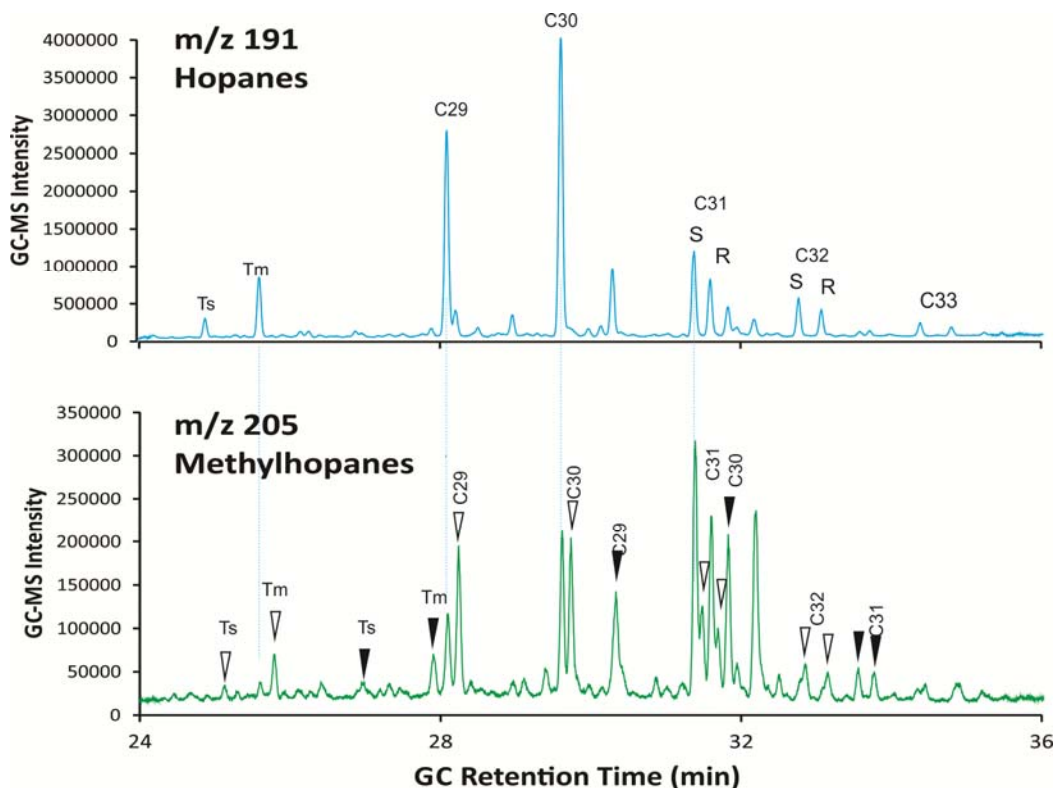 C30
m/z 191
Hopanes
4000000
3500000
3000000
2500000
2000000
1500000
1000000
500000
0
GC-MS Intensity
C29
C31
S
R
C32
S
R
C33
Tm
Ts
m/z 205
Methylhopanes
350000
300000
250000
200000
150000
100000
50000
0
GC-MS Intensity
Ts
Tm
Ts
Tm
C29
C30
C29
C31
C30
C32
C31
24
28
32
36
GC Retention Time (min)